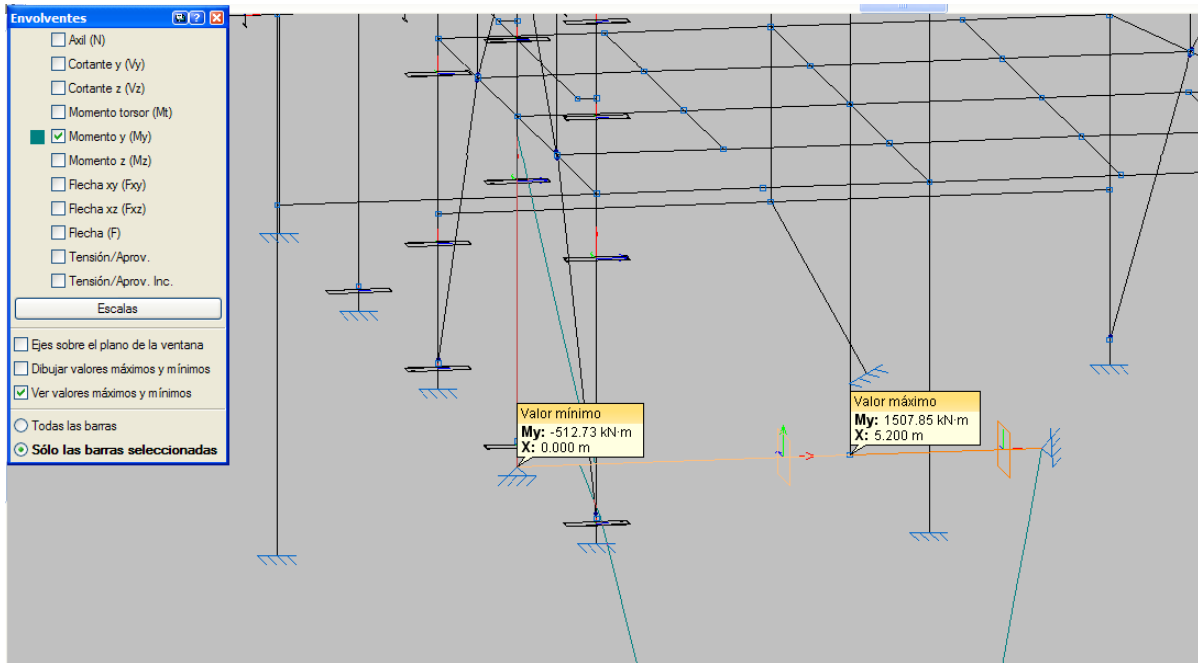 Envolventes
Axil (N)
Cortante y (Vy)
Cortante z (Vz)
Momento torsor (Mt)
Momento y (My)
Momento z (Mz)
Flecha xy (Fxy)
Flecha xz (Fxz)
Flecha (F)
Tensión/Aprov.
Tensión/Aprov. Inc.
Escalas
Ejes sobre el plano de la ventana
Dibujar valores máximos y mínimos
Ver valores máximos y mínimos
Todas las barras
Sólo las barras seleccionadas
Valor mínimo
My: -512.73 kN·m
X: 0.000 m
Valor máximo
My: 1507.85 kN·m
X: 5.200 m